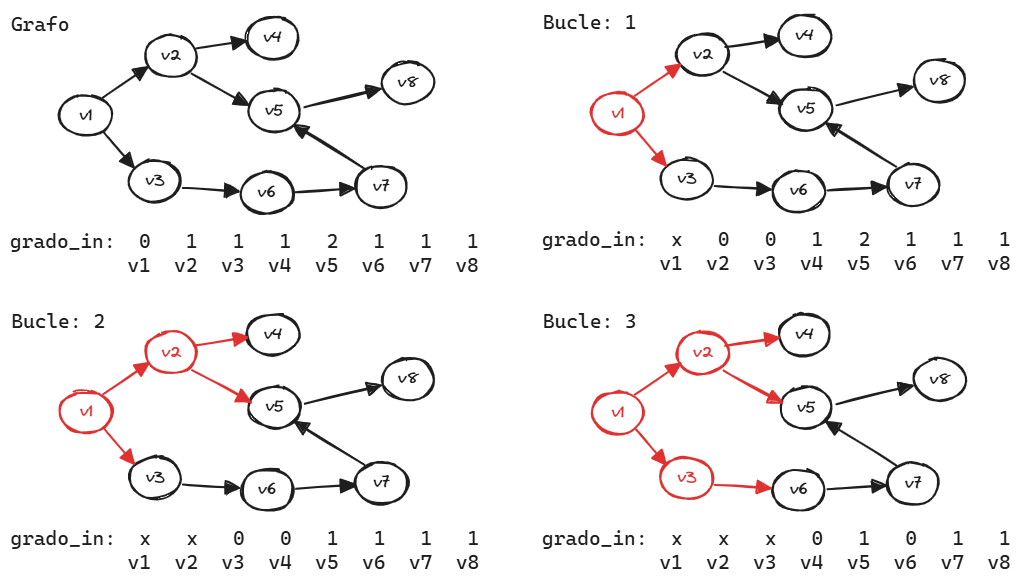 Grafo
v4
v2
v8
v5
v1
v3
v6
v7
grado_in: 0 1 1 1 2 1 1 1
v1 v2 v3 v4 v5 v6 v7 v8
Bucle: 1
v4
v2
v8
v5
v1
v3
v6
v7
grado_in: x 0 0 1 2 1 1 1
v1 v2 v3 v4 v5 v6 v7 v8
Bucle: 2
v4
v2
v8
v5
v1
v3
v6
v7
grado_in: x x 0 0 1 1 1 1
v1 v2 v3 v4 v5 v6 v7 v8
Bucle: 3
v4
v2
v8
v5
v1
v3
v6
v7
grado_in: x x x 0 1 0 1 1
v1 v2 v3 v4 v5 v6 v7 v8